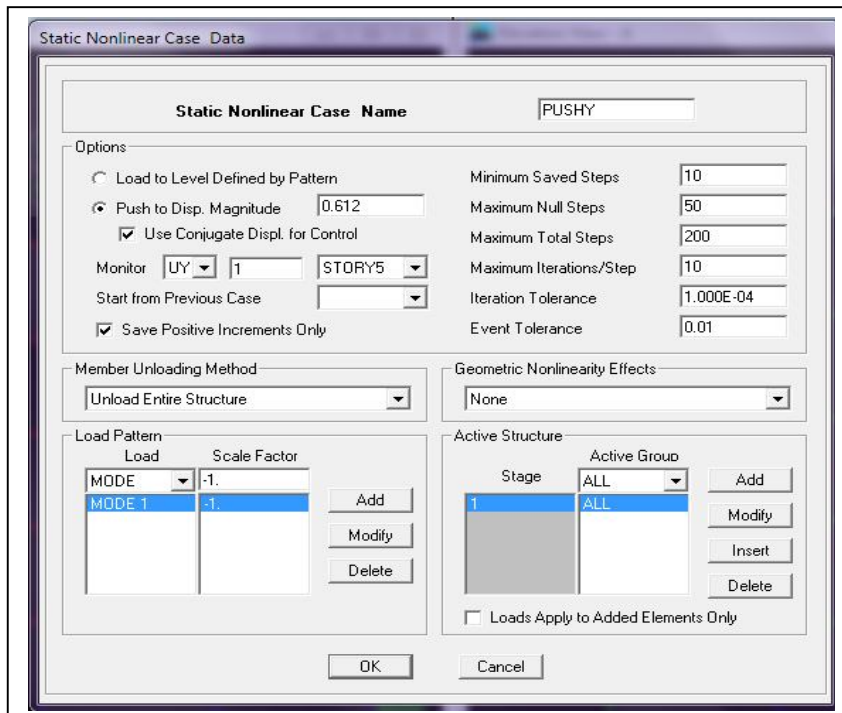 Static Nonlinear Case Data
Static Nonlinear Case Name
PUSHY
Options
Load to Level Defined by Pattern
Push to Disp. Magnitude
0.612
Use Conjugate Displ. for Control
Monitor
UY
1
STORY5
Start from Previous Case
Save Positive Increments Only
Minimum Saved Steps
10
Maximum Null Steps
50
Maximum Total Steps
200
Maximum Iterations/Step
10
Iteration Tolerance
1.000E-04
Event Tolerance
0.01
Member Unloading Method
Unload Entire Structure
Geometric Nonlinearity Effects
None
Load Pattern
Load
Scale Factor
MODE
-1.
MODE 1
-1.
Add
Modify
Delete
Active Structure
Active Group
Stage
ALL
1
ALL
Add
Modify
Insert
Delete
Loads Apply to Added Elements Only
OK
Cancel